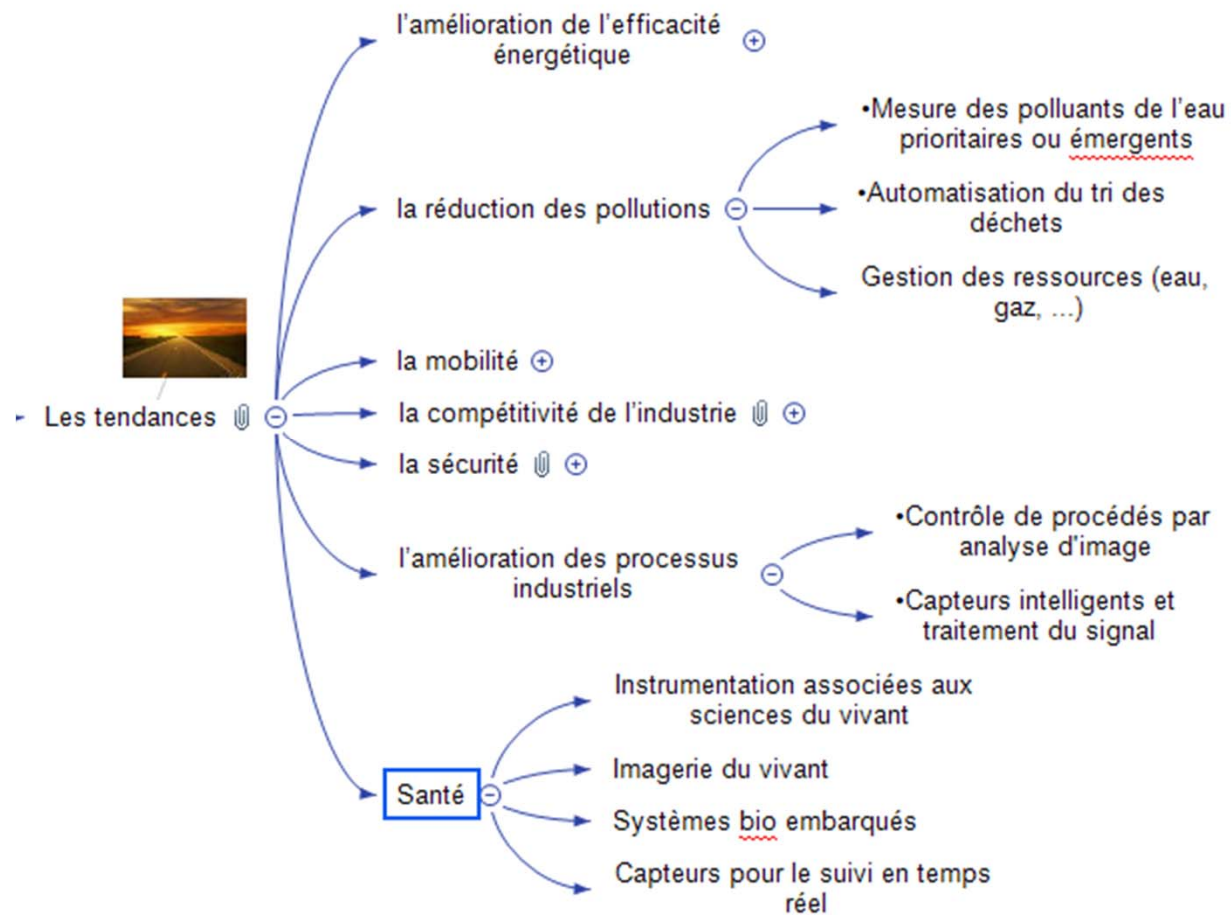 l'amélioration de l'efficacité
énergétique
•Mesure des polluants de l'eau
prioritaires ou émergents
la réduction des pollutions
•Automatisation du tri des
déchets
Gestion des ressources (eau,
gaz, ...)
la mobilité
Les tendances
la compétitivité de l'industrie
la sécurité
l'amélioration des processus
industriels
•Contrôle de procédés par
analyse d'image
•Capteurs intelligents et
traitement du signal
Santé
Instrumentation associées aux
sciences du vivant
Imagerie du vivant
Systèmes bio embarqués
Capteurs pour le suivi en temps
réel